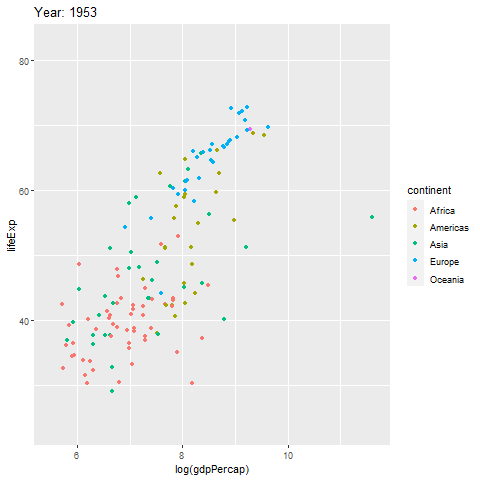 Year: 1953
80
60
40
lifeExp
6
8
10
log(gdpPercap)
continent
Africa
Americas
Asia
Europe
Oceania